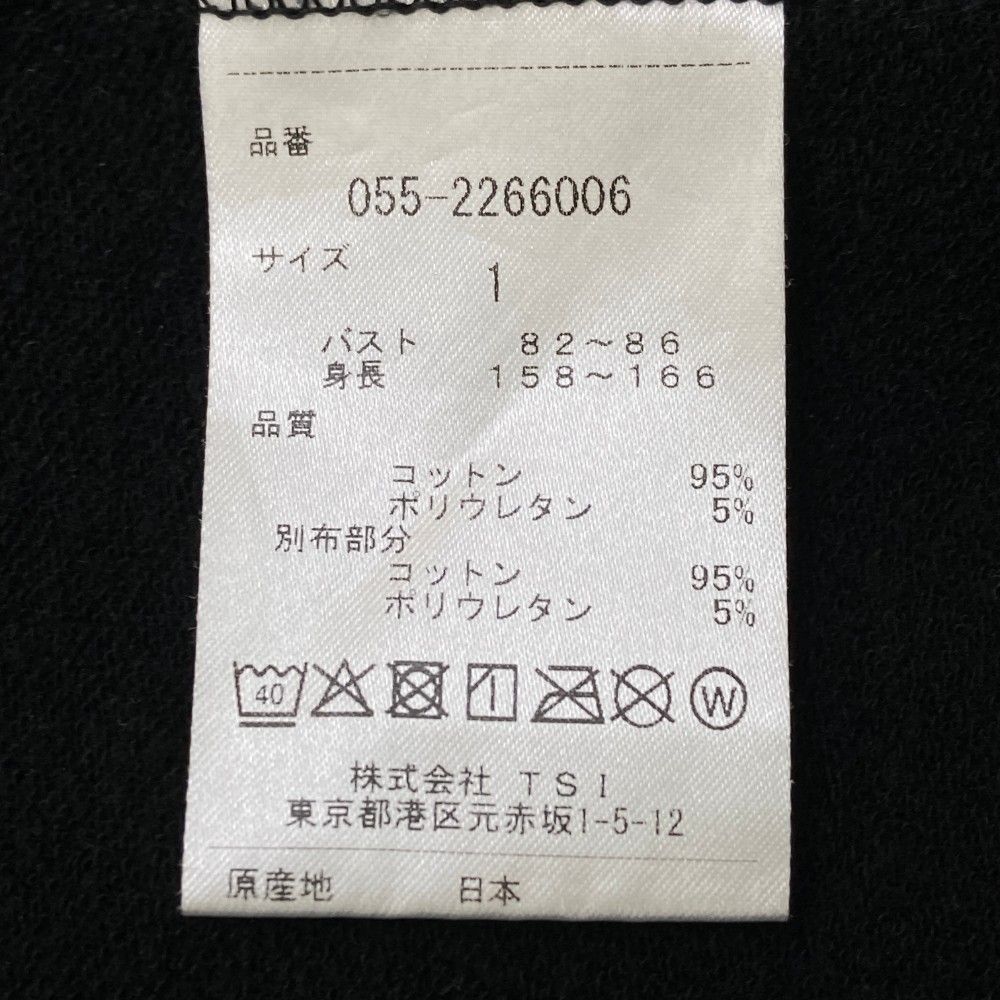 品番
055-2266006
サイズ
1
バスト 82～86
身長 158～166
品質
コットン 95%
ポリウレタン 5%
別布部分
コットン 95%
ポリウレタン 5%
40 W
株式会社 TSI
東京都港区元赤坂1-5-12
原産地 日本